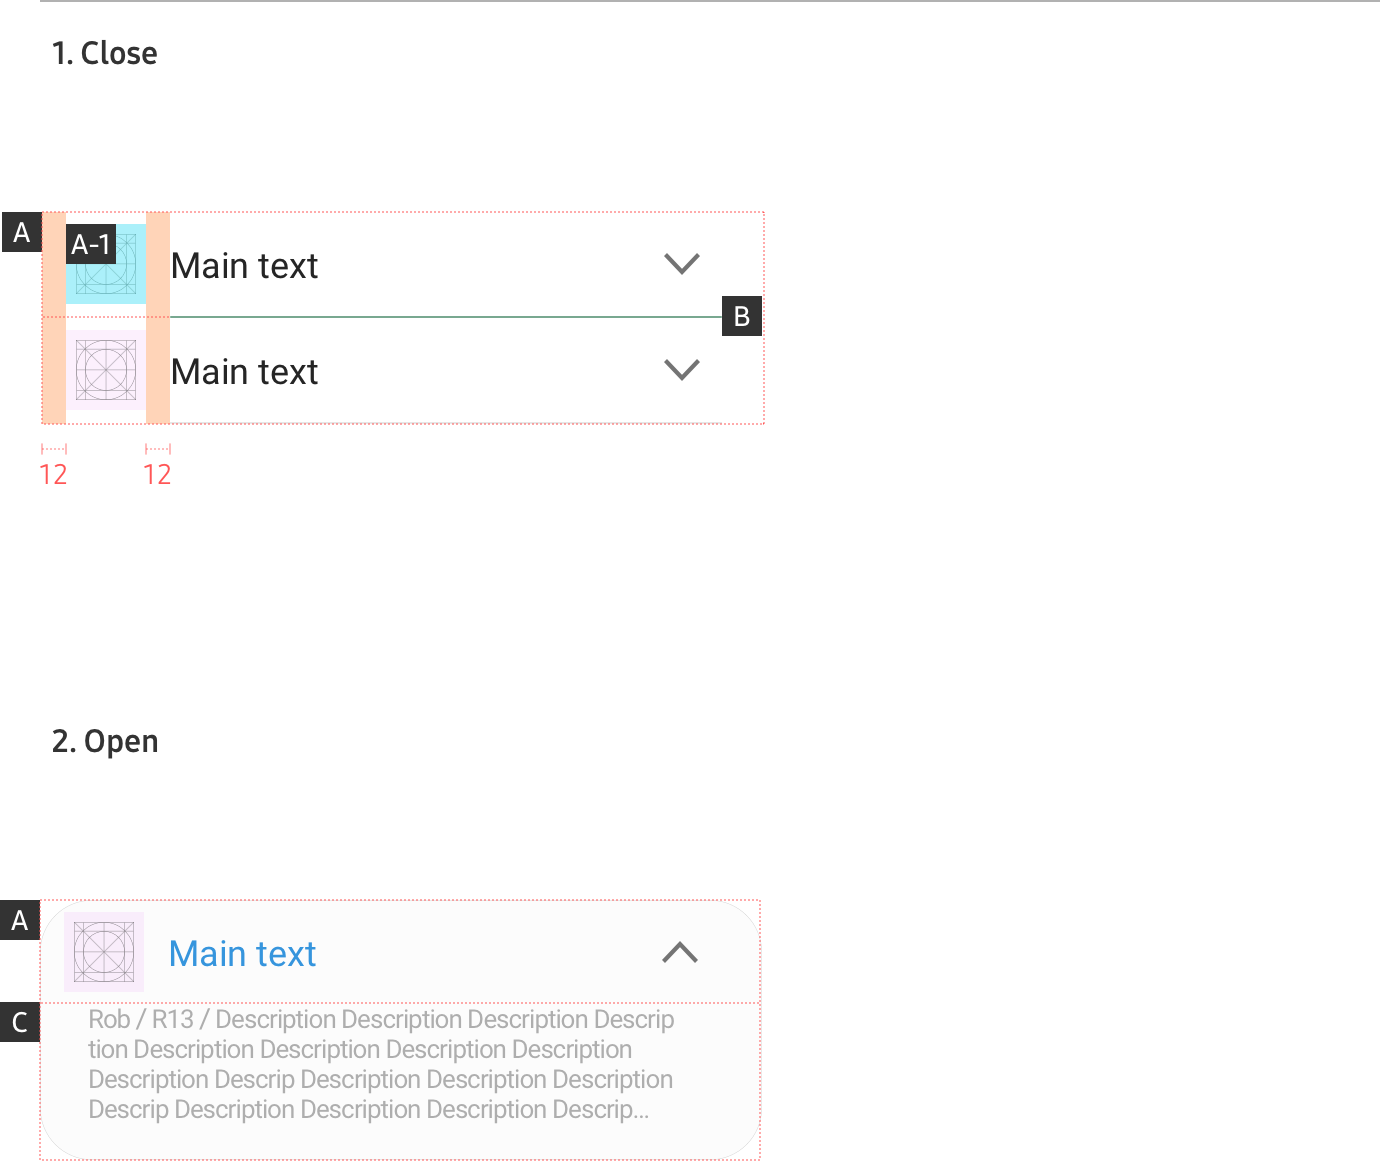 1. Close
A
A-1
Main text
B
Main text
12 12
2. Open
A
Main text
C
Rob / R13 / Description Description Description Descrip
tion Description Description Description Description
Description Descrip Description Description Description
Descrip Description Description Description Descrip...